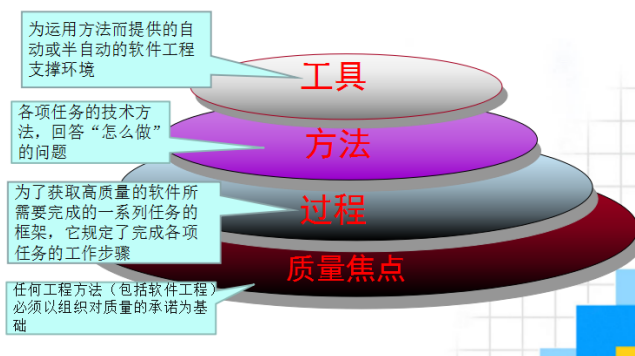 为运用方法而提供的自
动或半自动的软件工程
支撑环境
工具
各项任务的技术方
法，回答“怎么做”
的问题
方法
为了获取高质量的软件所
需要完成的一系列任务的
框架，它规定了完成各项
任务的工作步骤
过程
质量焦点
任何工程方法（包括软件工程）
必须以组织对质量的承诺为基
础